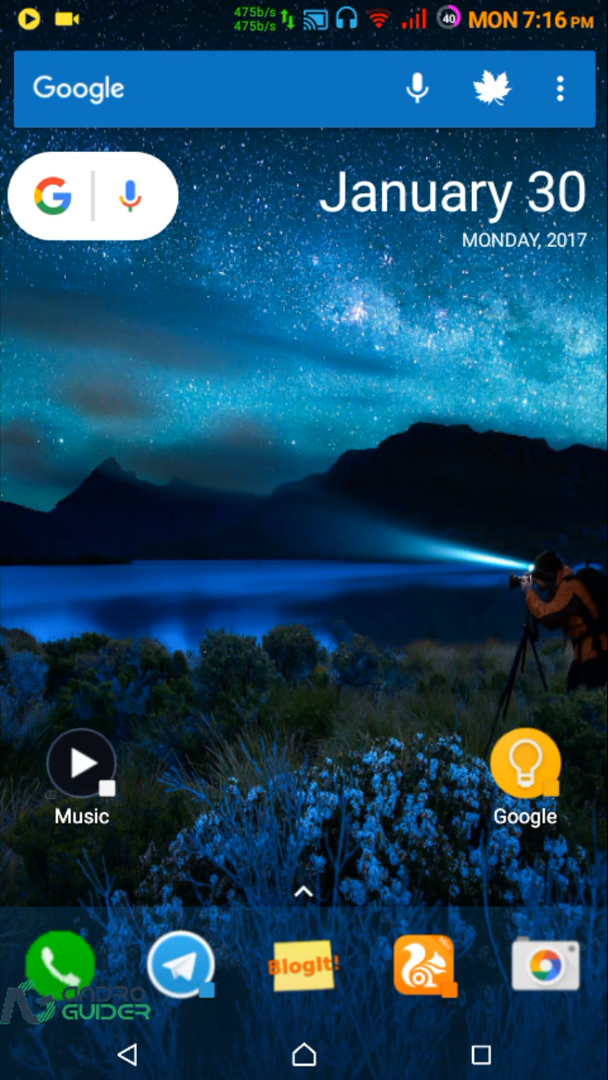 475b/s
475b/s
40
MON 7:16 PM
Google
G
January 30
MONDAY, 2017
Music
Google
BlogIt!
ANDRO
GUIDER